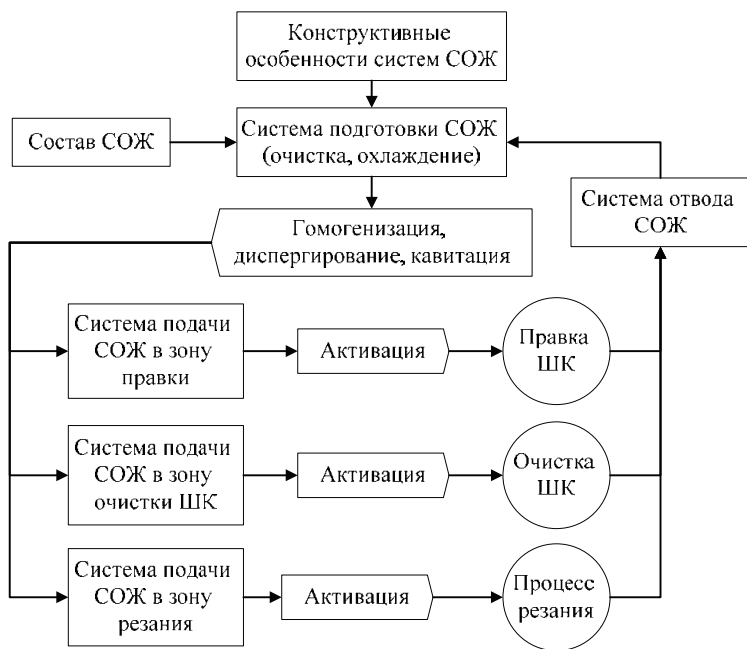 Конструктивные
особенности систем СОЖ
Состав СОЖ
Система подготовки СОЖ
(очистка, охлаждение)
Система отвода
СОЖ
Гомогенизация,
диспергирование, кавитация
Система подачи
СОЖ в зону
правки
Активация
Правка
ШК
Система подачи
СОЖ в зону
очистки ШК
Активация
Очистка
ШК
Система подачи
СОЖ в зону
резания
Активация
Процесс
резания